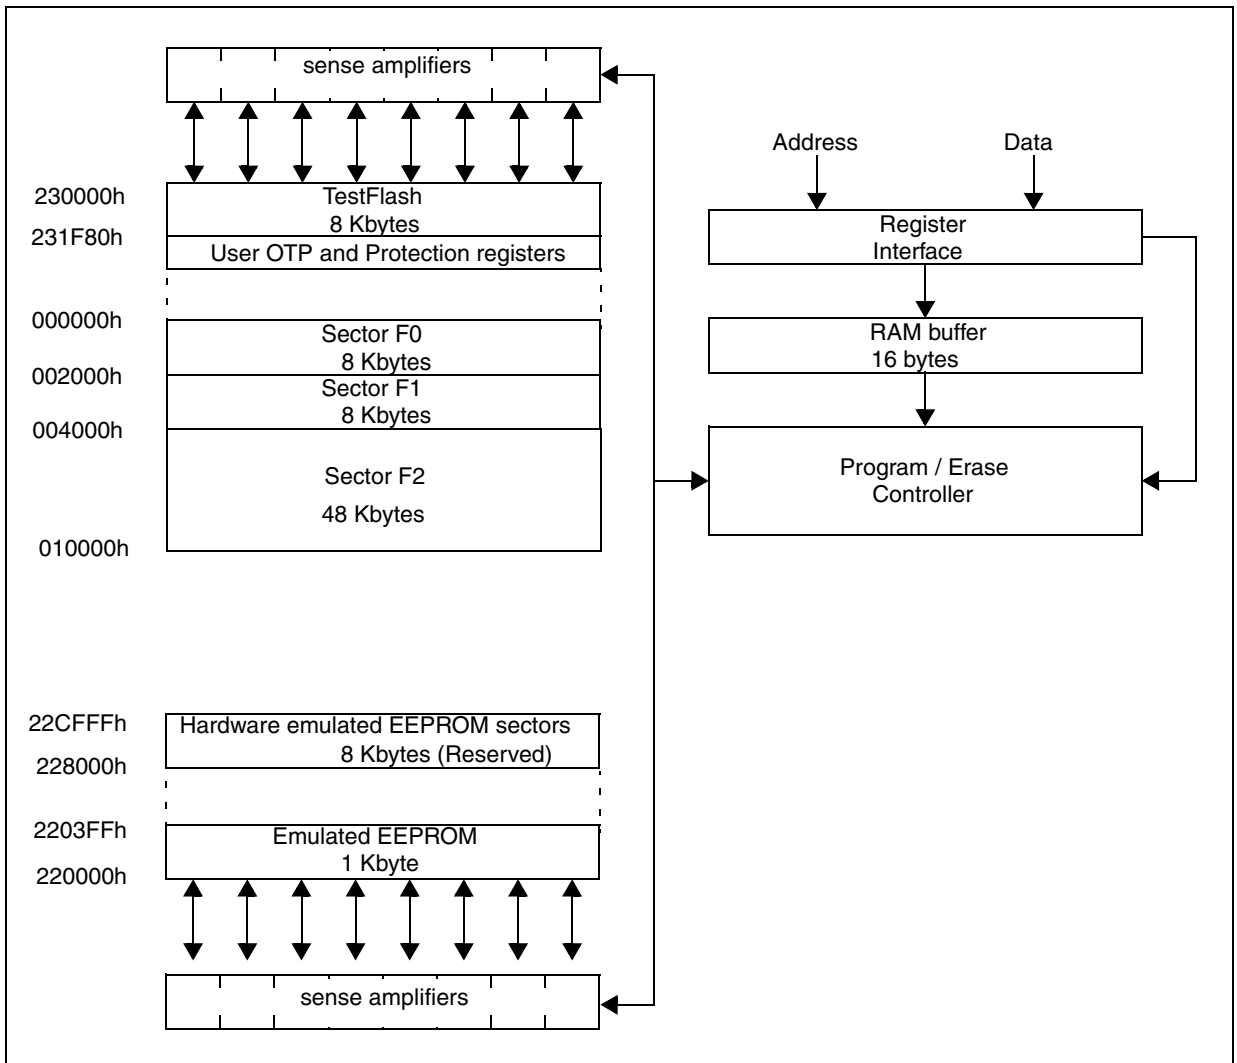 sense amplifiers
230000h
TestFlash
8 Kbytes
231F80h
User OTP and Protection registers
000000h
Sector F0
8 Kbytes
002000h
Sector F1
8 Kbytes
004000h
Sector F2
48 Kbytes
010000h
22CFFFh
Hardware emulated EEPROM sectors
8 Kbytes (Reserved)
228000h
2203FFh
Emulated EEPROM
1 Kbyte
220000h
sense amplifiers
Address
Data
Register
Interface
RAM buffer
16 bytes
Program / Erase
Controller